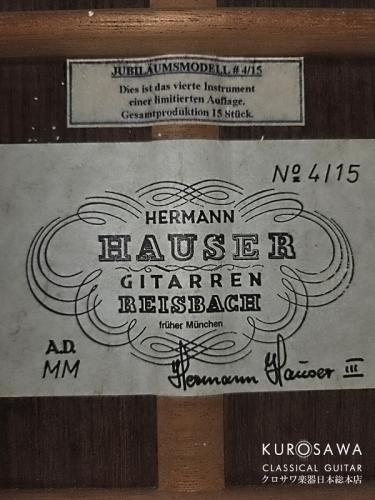 JUBILÄUMSMODELL # 4/15
Dies ist das vierte Instrument
einer limitierten Auflage.
Gesamtproduktion 15 Stück.
Nº 4/15
HERMANN
HAUSER
GITARREN
REISBACH
früher München
A.D.
MM
Hermann Hauser III
KUROSAWA
CLASSICAL GUITAR
クロサワ楽器日本総本店